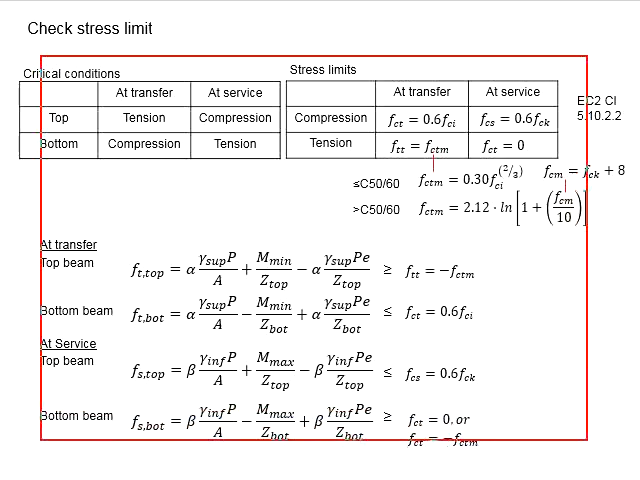 Check stress limit
Critical conditions
Stress limits
At transfer At service
Top Tension Compression
Bottom Compression Tension
At transfer At service
Compression f_ct = 0.6f_ci f_cs = 0.6f_ck
Tension f_tt = f_ctm f_ct = 0
EC2 Cl
5.10.2.2
≤C50/60 f_ctm = 0.30f_ci^(2/3) f_cm = f_ck + 8
>C50/60 f_ctm = 2.12 · ln [1 + (f_cm/10)]
At transfer
Top beam f_t,top = α γ_sup P/A + M_min/Z_top − α γ_sup Pe/Z_top ≥ f_tt = −f_ctm
Bottom beam f_t,bot = α γ_sup P/A − M_min/Z_bot + α γ_sup Pe/Z_bot ≤ f_ct = 0.6f_ci
At Service
Top beam f_s,top = β γ_inf P/A + M_max/Z_top − β γ_inf Pe/Z_top ≤ f_cs = 0.6f_ck
Bottom beam f_s,bot = β γ_inf P/A − M_max/Z_bot + β γ_inf Pe/Z_bot ≥ f_ct = 0, or
f_ct = −f_ctm